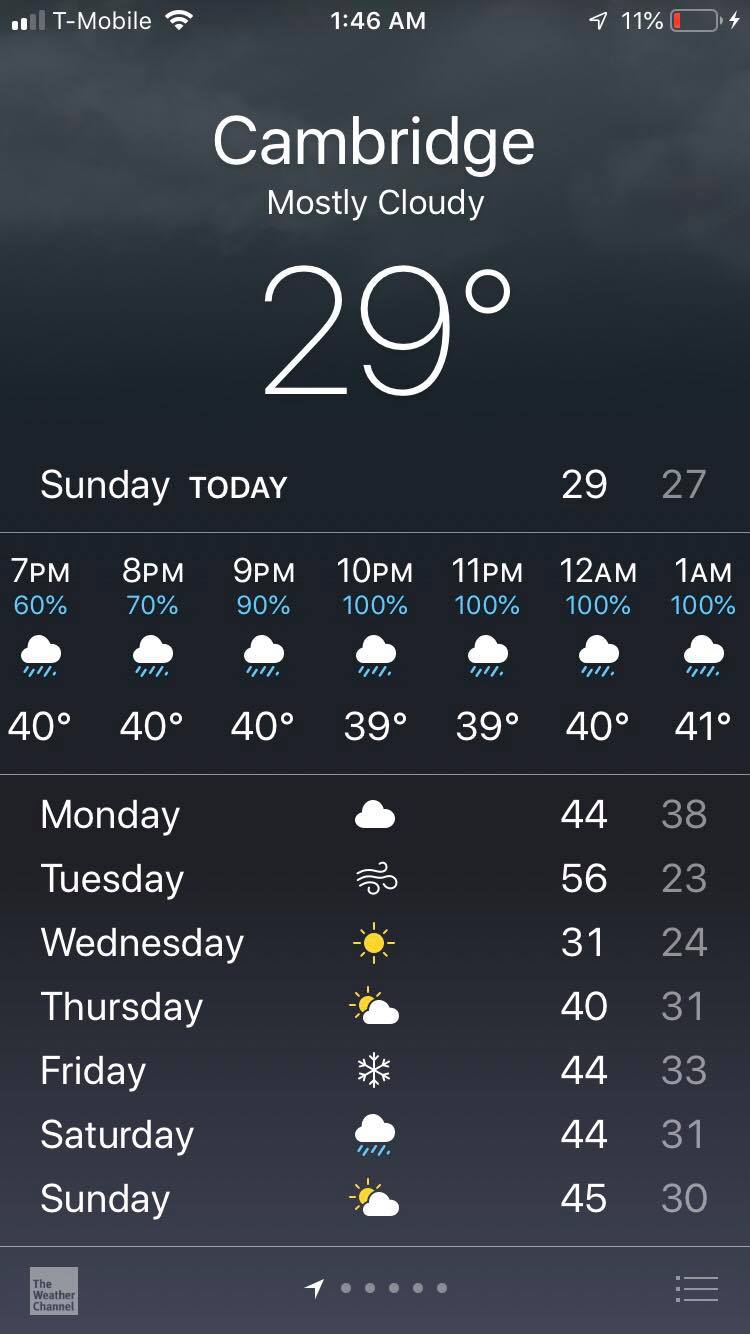 T-Mobile 1:46 AM 11%
Cambridge
Mostly Cloudy
29°
Sunday TODAY 29 27
7PM 8PM 9PM 10PM 11PM 12AM 1AM
60% 70% 90% 100% 100% 100% 100%
40° 40° 40° 39° 39° 40° 41°
Monday 44 38
Tuesday 56 23
Wednesday 31 24
Thursday 40 31
Friday 44 33
Saturday 44 31
Sunday 45 30
The
Weather
Channel